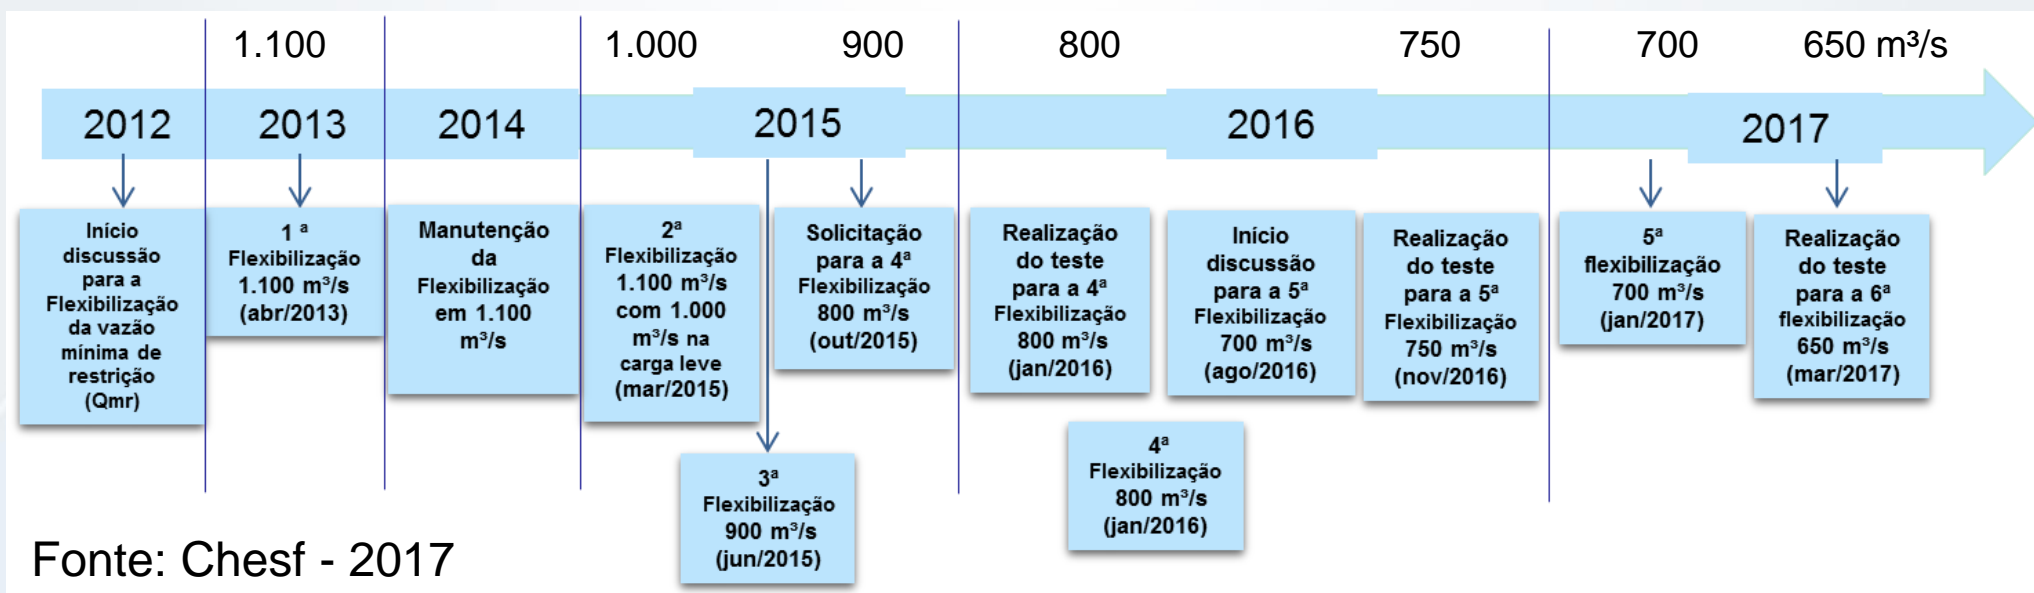 1.100
1.000
900
800
750
700
650 m³/s
2012
2013
2014
2015
2016
2017
Início
discussão
para a
Flexibilização
da vazão
mínima de
restrição
(Qmr)
1 ª
Flexibilização
1.100 m³/s
(abr/2013)
Manutenção
da
Flexibilização
em 1.100
m³/s
2ª
Flexibilização
1.100 m³/s
com 1.000
m³/s na
carga leve
(mar/2015)
3ª
Flexibilização
900 m³/s
(jun/2015)
Solicitação
para a 4ª
Flexibilização
800 m³/s
(out/2015)
Realização
do teste
para a 4ª
Flexibilização
800 m³/s
(jan/2016)
4ª
Flexibilização
800 m³/s
(jan/2016)
Início
discussão
para a 5ª
Flexibilização
700 m³/s
(ago/2016)
Realização
do teste
para a 5ª
Flexibilização
750 m³/s
(nov/2016)
5ª
flexibilização
700 m³/s
(jan/2017)
Realização
do teste
para a 6ª
flexibilização
650 m³/s
(mar/2017)
Fonte: Chesf - 2017